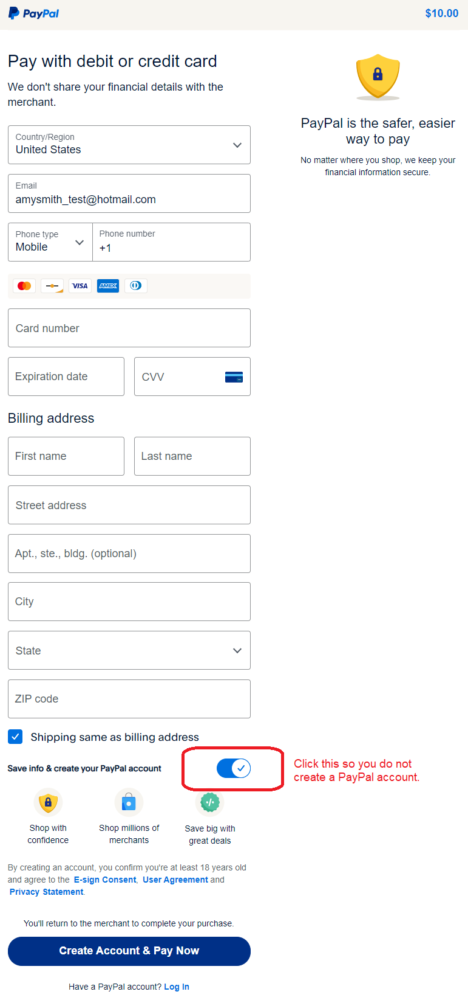 PayPal
$10.00
Pay with debit or credit card
We don't share your financial details with the
merchant.
PayPal is the safer, easier
way to pay
No matter where you shop, we keep your
financial information secure.
Country/Region
United States
Email
amysmith_test@hotmail.com
Phone type
Mobile
Phone number
+1
VISA
AMEX
Card number
Expiration date
CVV
Billing address
First name
Last name
Street address
Apt., ste., bldg. (optional)
City
State
ZIP code
Shipping same as billing address
Save info & create your PayPal account
Click this so you do not
create a PayPal account.
Shop with
confidence
Shop millions of
merchants
Save big with
great deals
By creating an account, you confirm you're at least 18 years old
and agree to the E-sign Consent, User Agreement and
Privacy Statement.
You'll return to the merchant to complete your purchase.
Create Account & Pay Now
Have a PayPal account? Log In